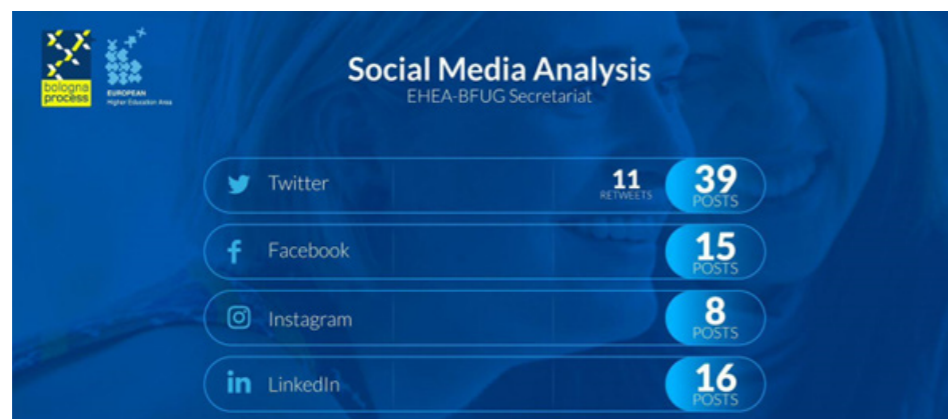 bologna
process
EUROPEAN
Higher Education Area
Social Media Analysis
EHEA-BFUG Secretariat
Twitter
11
RETWEETS
39
POSTS
Facebook
15
POSTS
Instagram
8
POSTS
LinkedIn
16
POSTS